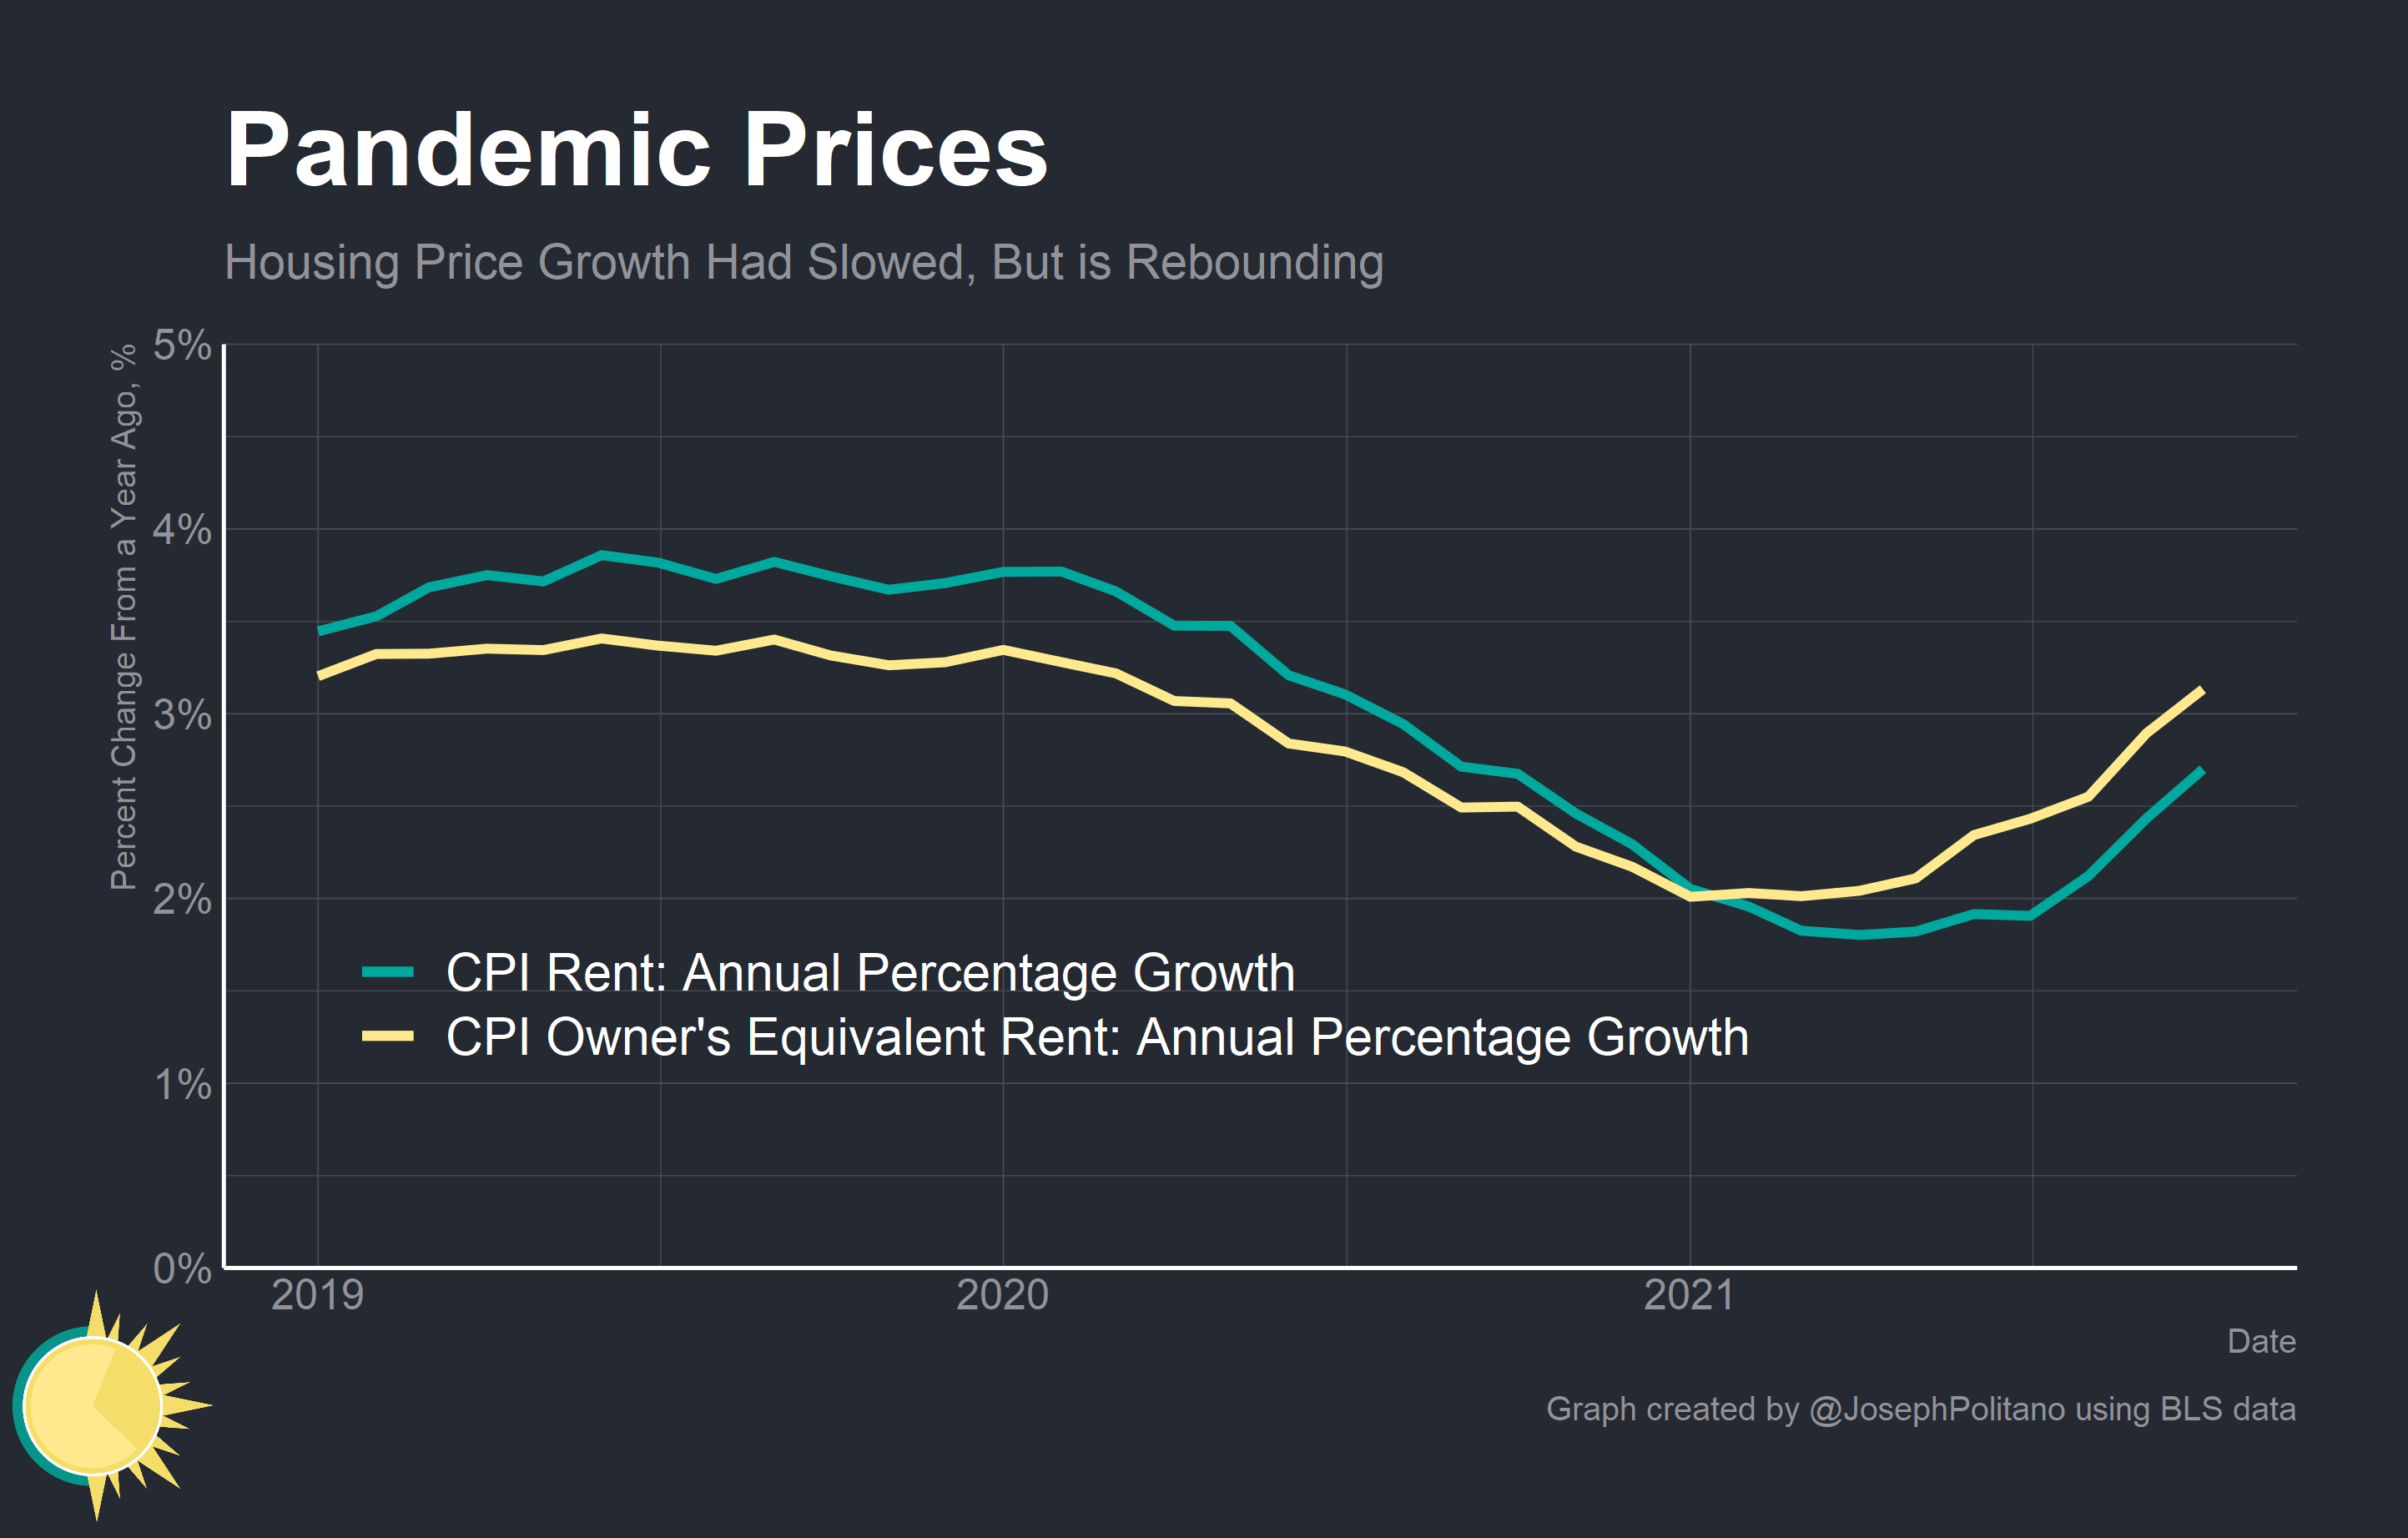 Pandemic Prices
Housing Price Growth Had Slowed, But is Rebounding
Percent Change From a Year Ago, %
5%
4%
3%
2%
1%
0%
CPI Rent: Annual Percentage Growth
CPI Owner's Equivalent Rent: Annual Percentage Growth
2019
2020
2021
Date
Graph created by @JosephPolitano using BLS data